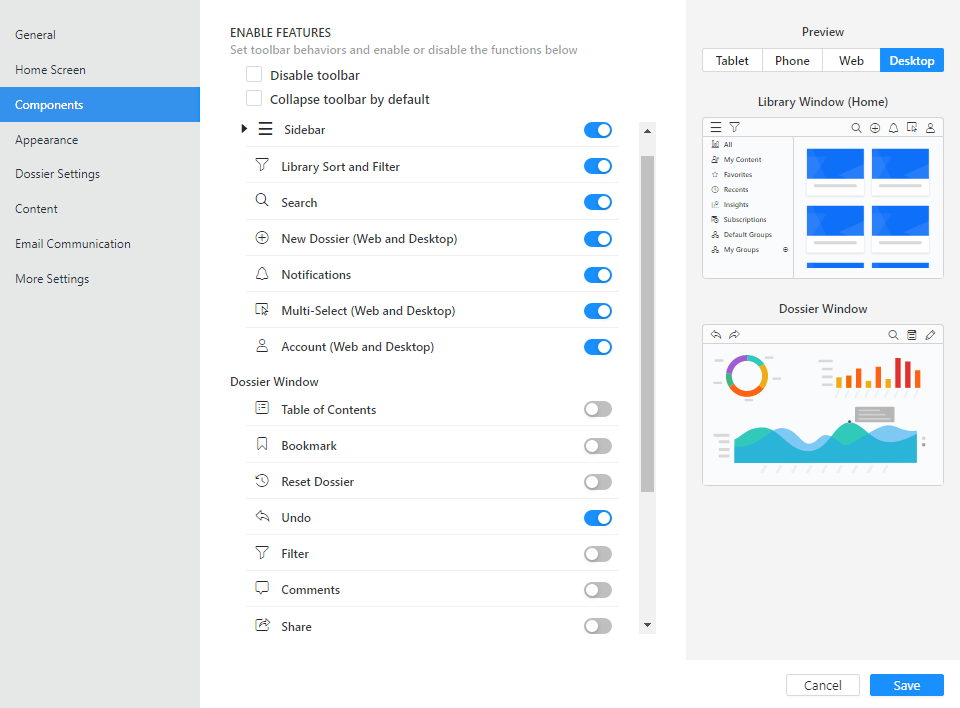 General
Home Screen
Components
Appearance
Dossier Settings
Content
Email Communication
More Settings
ENABLE FEATURES
Set toolbar behaviors and enable or disable the functions below
Disable toolbar
Collapse toolbar by default
Sidebar
Library Sort and Filter
Search
New Dossier (Web and Desktop)
Notifications
Multi-Select (Web and Desktop)
Account (Web and Desktop)
Dossier Window
Table of Contents
Bookmark
Reset Dossier
Undo
Filter
Comments
Share
Preview
Tablet Phone Web Desktop
Library Window (Home)
All
My Content
Favorites
Recents
Insights
Subscriptions
Default Groups
My Groups
Dossier Window
Cancel Save